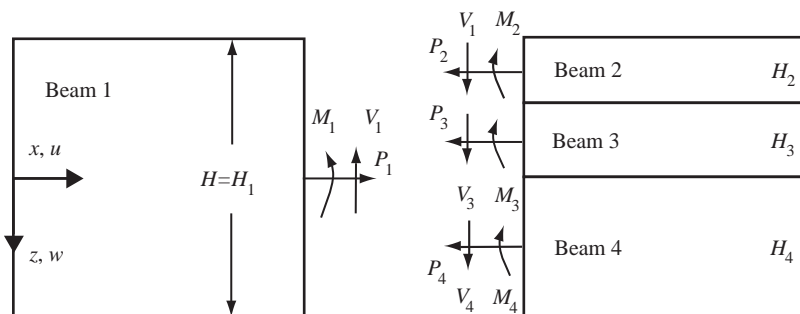 V1 M2
P2
Beam 2 H2
Beam 1
P3
M1 V1
Beam 3 H3
x, u
P1
H=H1
V3 M3
z, w
Beam 4 H4
P4
V4 M4